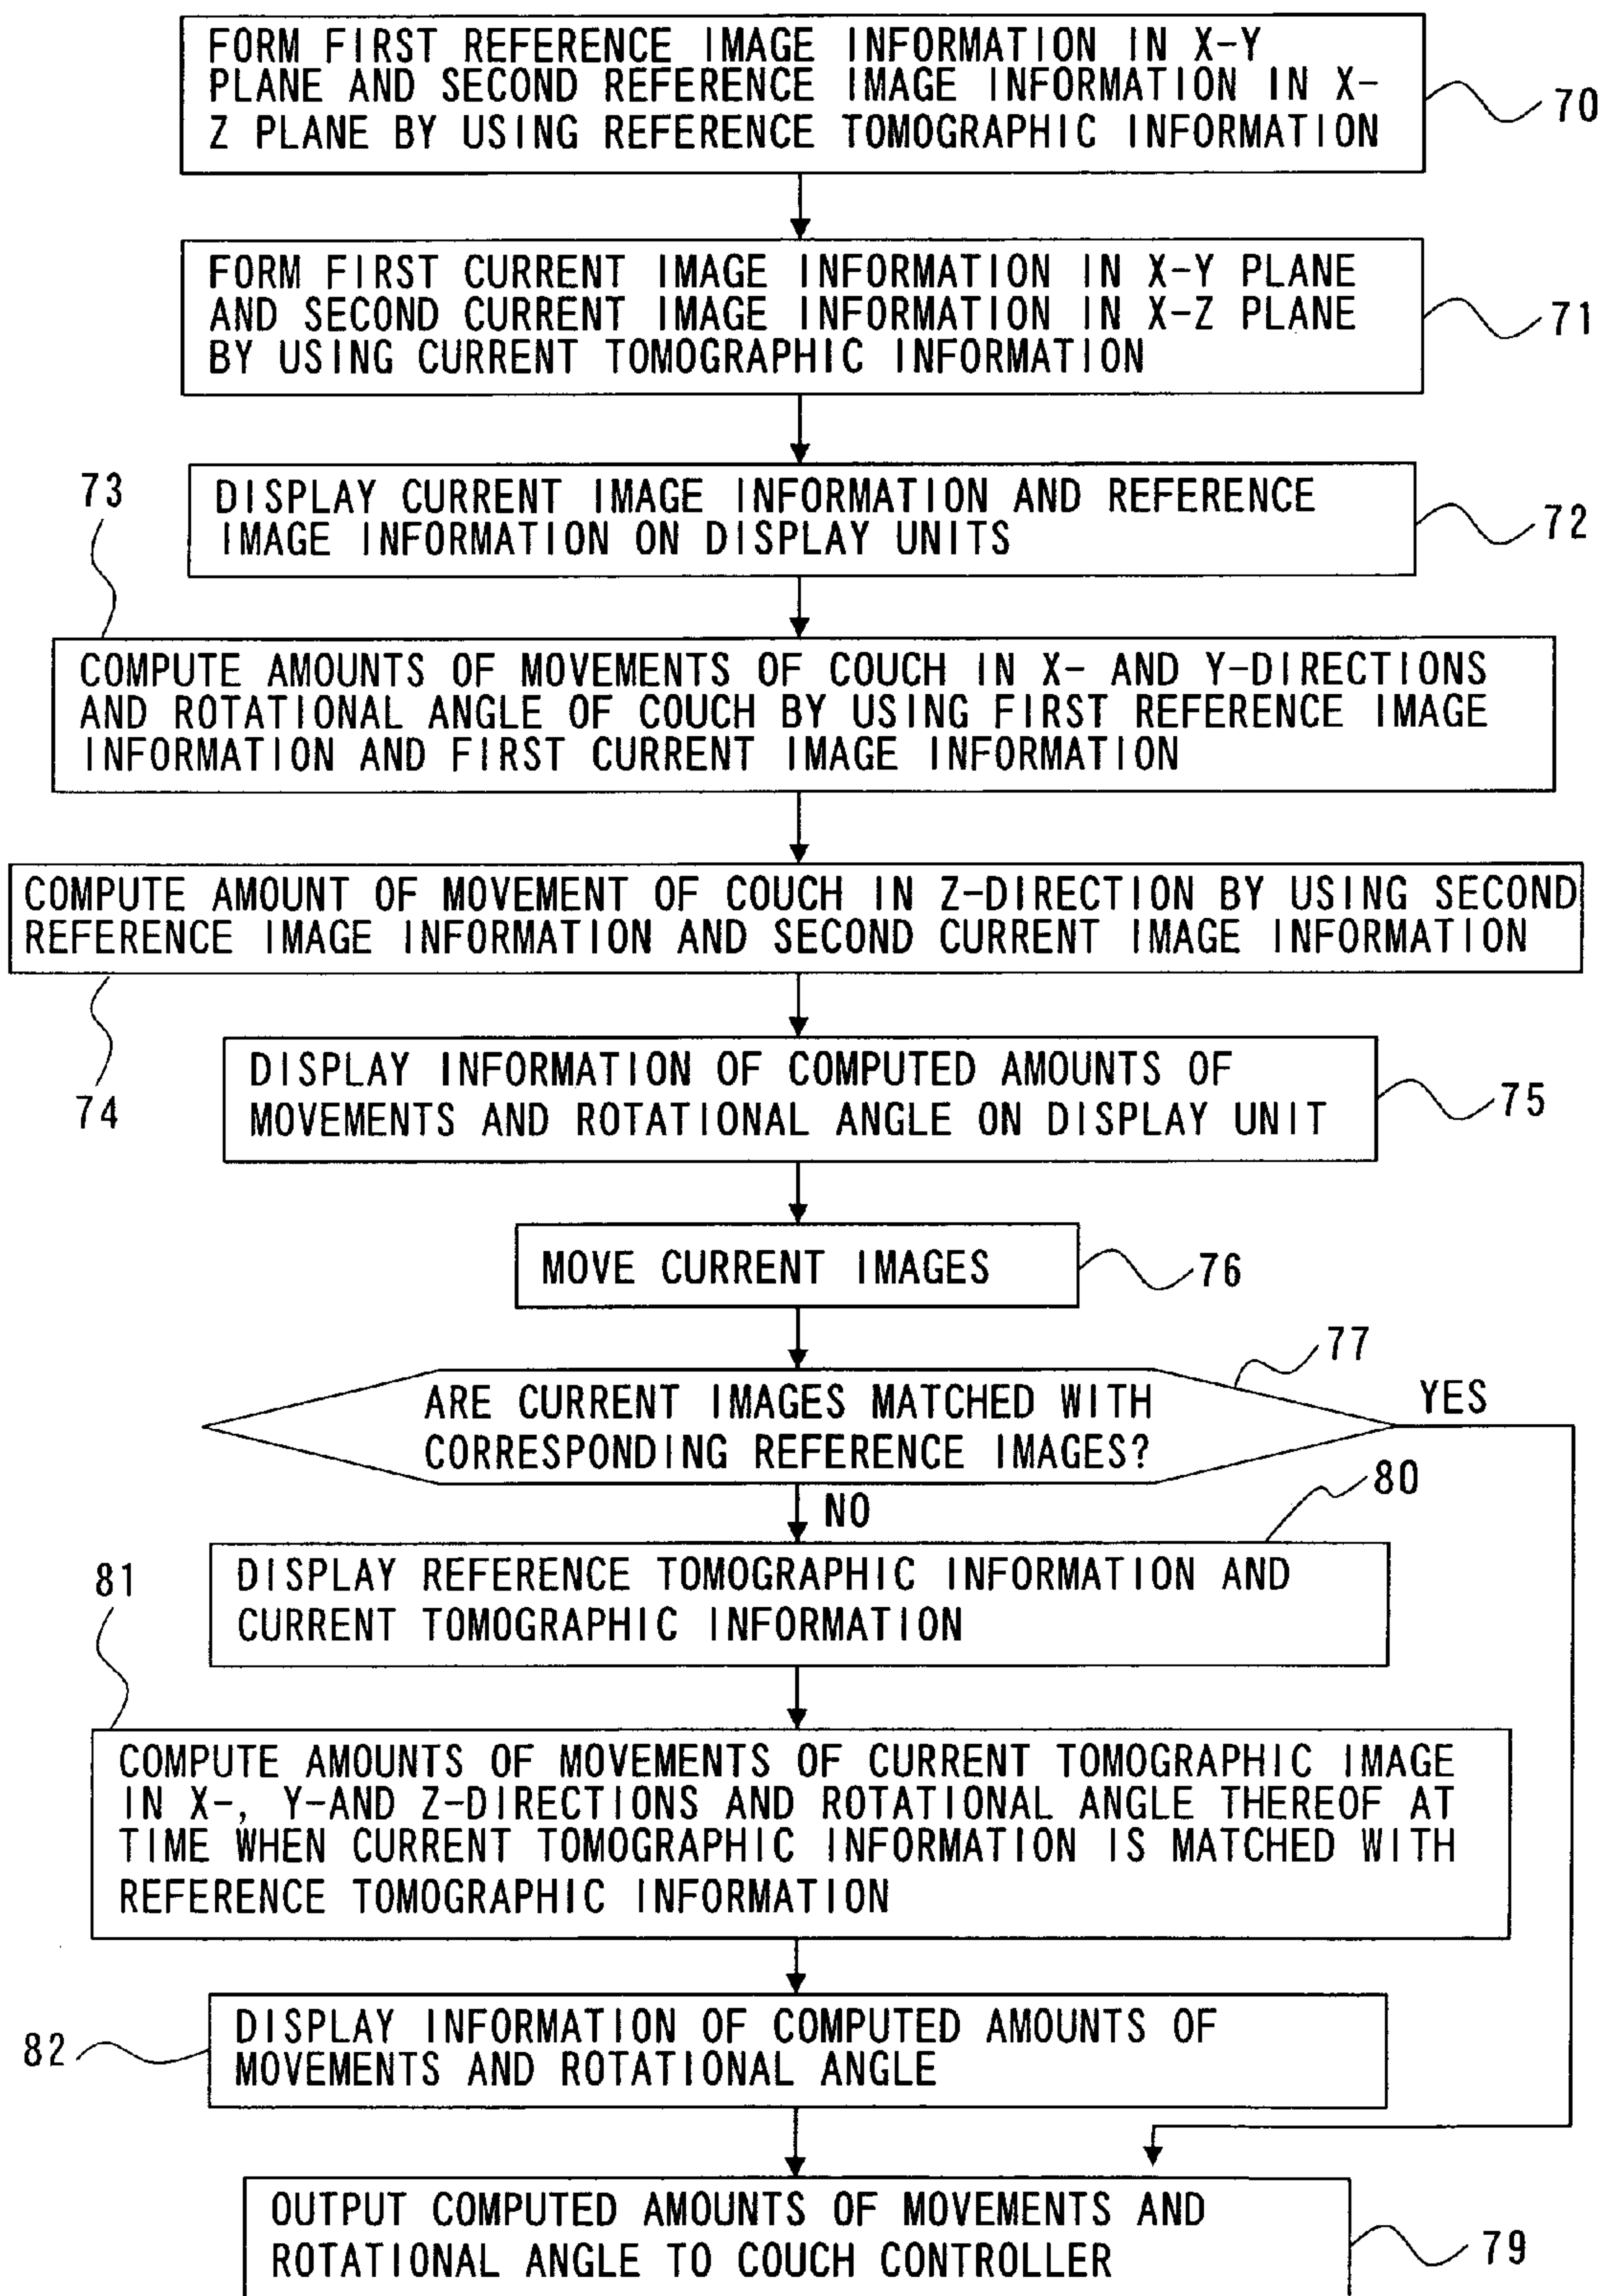 FORM FIRST REFERENCE IMAGE INFORMATION IN X-Y
PLANE AND SECOND REFERENCE IMAGE INFORMATION IN X-
Z PLANE BY USING REFERENCE TOMOGRAPHIC INFORMATION
70
FORM FIRST CURRENT IMAGE INFORMATION IN X-Y PLANE
AND SECOND CURRENT IMAGE INFORMATION IN X-Z PLANE
BY USING CURRENT TOMOGRAPHIC INFORMATION
71
DISPLAY CURRENT IMAGE INFORMATION AND REFERENCE
IMAGE INFORMATION ON DISPLAY UNITS
72
73
COMPUTE AMOUNTS OF MOVEMENTS OF COUCH IN X- AND Y-DIRECTIONS
AND ROTATIONAL ANGLE OF COUCH BY USING FIRST REFERENCE IMAGE
INFORMATION AND FIRST CURRENT IMAGE INFORMATION
COMPUTE AMOUNT OF MOVEMENT OF COUCH IN Z-DIRECTION BY USING SECOND
REFERENCE IMAGE INFORMATION AND SECOND CURRENT IMAGE INFORMATION
74
DISPLAY INFORMATION OF COMPUTED AMOUNTS OF
MOVEMENTS AND ROTATIONAL ANGLE ON DISPLAY UNIT
75
MOVE CURRENT IMAGES
76
77
ARE CURRENT IMAGES MATCHED WITH
CORRESPONDING REFERENCE IMAGES?
YES
NO
80
DISPLAY REFERENCE TOMOGRAPHIC INFORMATION AND
CURRENT TOMOGRAPHIC INFORMATION
81
COMPUTE AMOUNTS OF MOVEMENTS OF CURRENT TOMOGRAPHIC IMAGE
IN X-, Y-AND Z-DIRECTIONS AND ROTATIONAL ANGLE THEREOF AT
TIME WHEN CURRENT TOMOGRAPHIC INFORMATION IS MATCHED WITH
REFERENCE TOMOGRAPHIC INFORMATION
DISPLAY INFORMATION OF COMPUTED AMOUNTS OF
MOVEMENTS AND ROTATIONAL ANGLE
82
OUTPUT COMPUTED AMOUNTS OF MOVEMENTS AND
ROTATIONAL ANGLE TO COUCH CONTROLLER
79